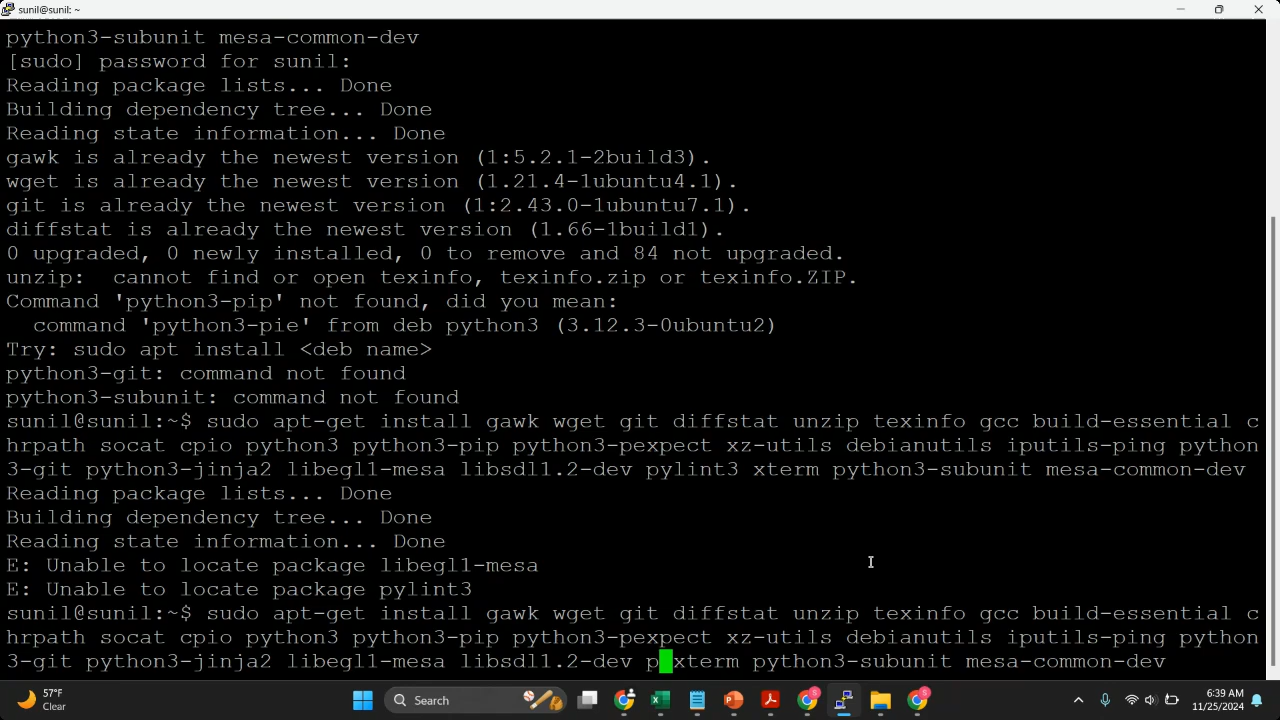 sunil@sunil: ~
python3-subunit mesa-common-dev
[sudo] password for sunil:
Reading package lists... Done
Building dependency tree... Done
Reading state information... Done
gawk is already the newest version (1:5.2.1-2build3).
wget is already the newest version (1.21.4-1ubuntu4.1).
git is already the newest version (1:2.43.0-1ubuntu7.1).
diffstat is already the newest version (1.66-1build1).
0 upgraded, 0 newly installed, 0 to remove and 84 not upgraded.
unzip:  cannot find or open texinfo, texinfo.zip or texinfo.ZIP.
Command 'python3-pip' not found, did you mean:
  command 'python3-pie' from deb python3 (3.12.3-0ubuntu2)
Try: sudo apt install <deb name>
python3-git: command not found
python3-subunit: command not found
sunil@sunil:~$ sudo apt-get install gawk wget git diffstat unzip texinfo gcc build-essential c
hrpath socat cpio python3 python3-pip python3-pexpect xz-utils debianutils iputils-ping python
3-git python3-jinja2 libegl1-mesa libsdl1.2-dev pylint3 xterm python3-subunit mesa-common-dev
Reading package lists... Done
Building dependency tree... Done
Reading state information... Done
E: Unable to locate package libegl1-mesa
E: Unable to locate package pylint3
sunil@sunil:~$ sudo apt-get install gawk wget git diffstat unzip texinfo gcc build-essential c
hrpath socat cpio python3 python3-pip python3-pexpect xz-utils debianutils iputils-ping python
3-git python3-jinja2 libegl1-mesa libsdl1.2-dev p xterm python3-subunit mesa-common-dev
57°F
Clear
Search
6:39 AM
11/25/2024